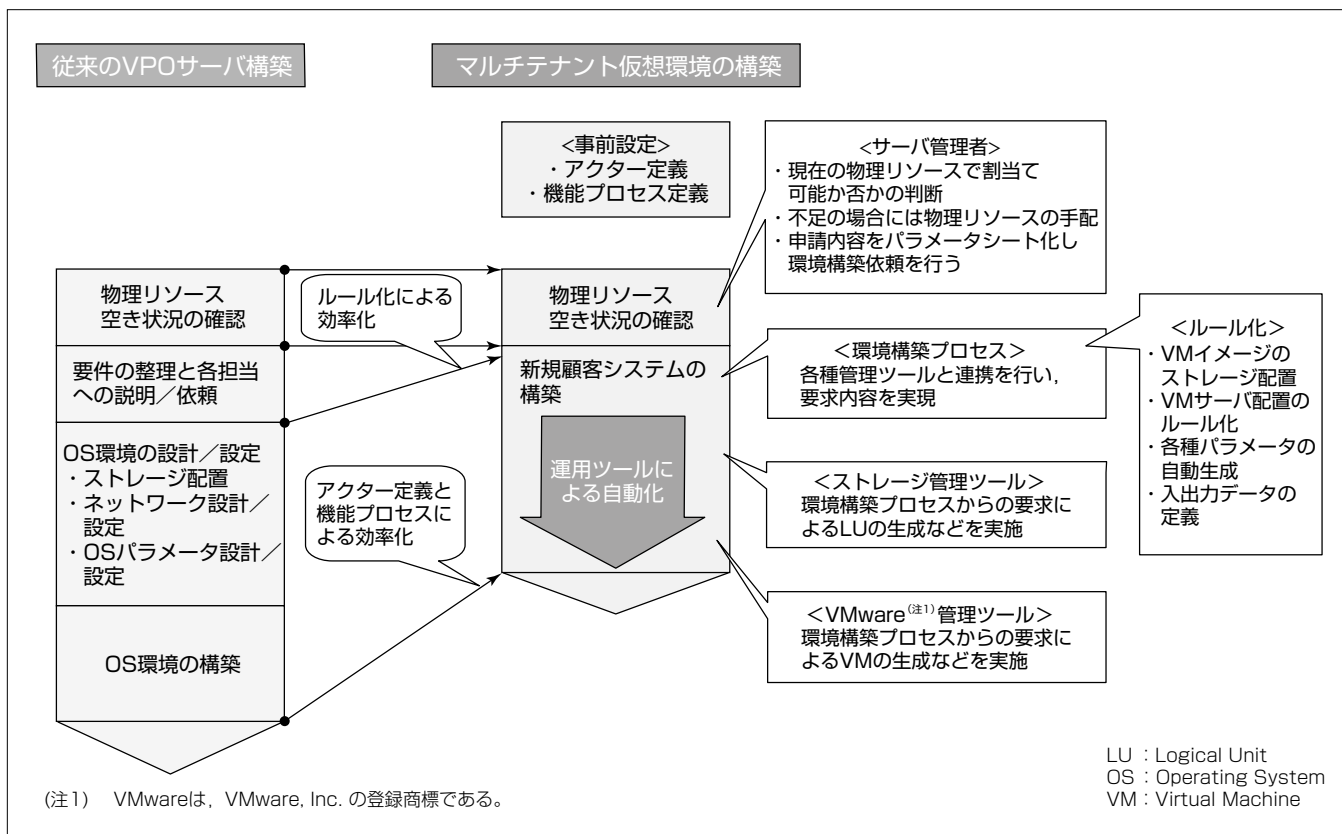 従来のVPOサーバ構築
マルチテナント仮想環境の構築
<事前設定>
・アクター定義
・機能プロセス定義
<サーバ管理者>
・現在の物理リソースで割当て
可能か否かの判断
・不足の場合には物理リソースの手配
・申請内容をパラメータシート化し
環境構築依頼を行う
物理リソース
空き状況の確認
ルール化による
効率化
物理リソース
空き状況の確認
要件の整理と各担当
への説明／依頼
新規顧客システムの
構築
<環境構築プロセス>
各種管理ツールと連携を行い，
要求内容を実現
<ルール化>
・VMイメージの
ストレージ配置
・VMサーバ配置の
ルール化
・各種パラメータの
自動生成
・入出力データの
定義
OS環境の設計／設定
・ストレージ配置
・ネットワーク設計／
設定
・OSパラメータ設計／
設定
アクター定義と
機能プロセスに
よる効率化
運用ツールに
よる自動化
<ストレージ管理ツール>
環境構築プロセスからの要求に
よるLUの生成などを実施
OS環境の構築
<VMware(注1)管理ツール>
環境構築プロセスからの要求に
よるVMの生成などを実施
LU：Logical Unit
OS：Operating System
VM：Virtual Machine
(注1)　VMwareは，VMware, Inc. の登録商標である。